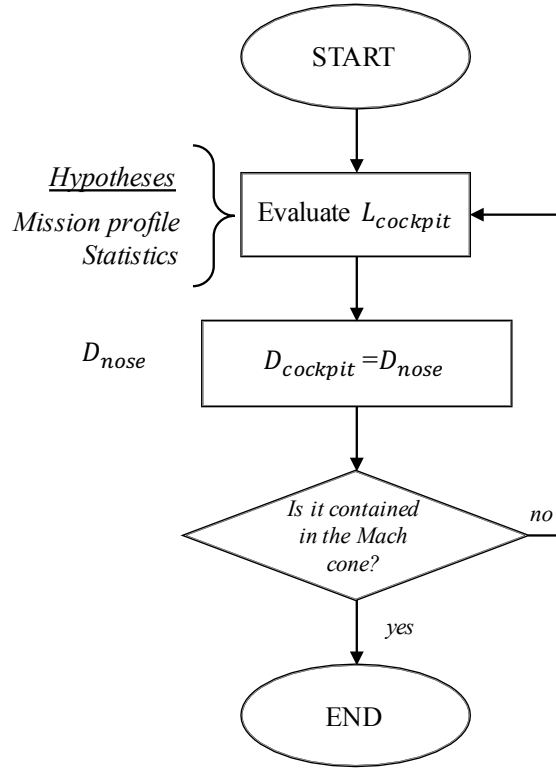 START
Hypotheses
Mission profile
Statistics
Evaluate L_cockpit
D_nose
D_cockpit =D_nose
Is it contained
in the Mach
cone?
no
yes
END